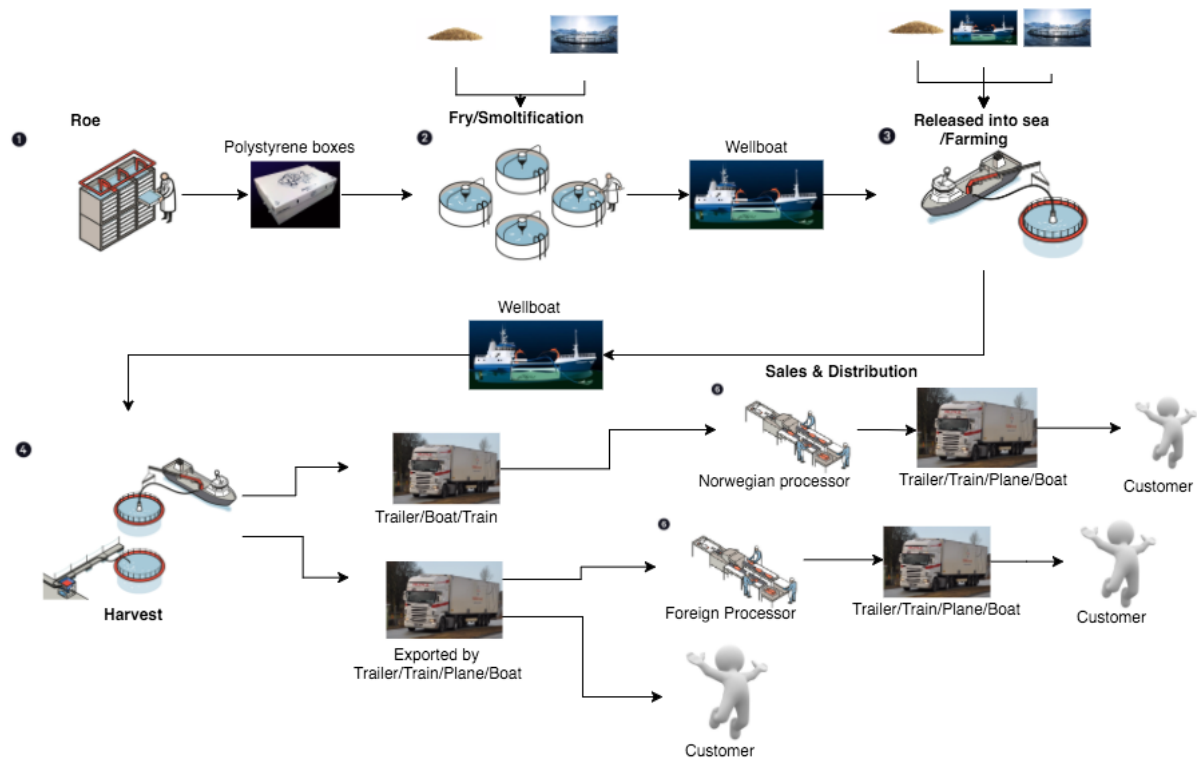 Roe
1
Polystyrene boxes
Fry/Smoltification
2
Wellboat
Released into sea
/Farming
3
Wellboat
Sales & Distribution
4
Harvest
Trailer/Boat/Train
Norwegian processor
Trailer/Train/Plane/Boat
Customer
Exported by
Trailer/Train/Plane/Boat
Foreign Processor
Trailer/Train/Plane/Boat
Customer
Customer